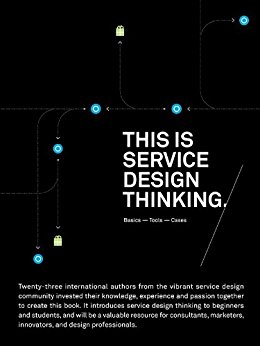 THIS IS
SERVICE
DESIGN
THINKING.
Basics — Tools — Cases
Twenty-three international authors from the vibrant service design
community invested their knowledge, experience and passion together
to create this book. It introduces service design thinking to beginners
and students, and will be a valuable resource for consultants, marketers,
innovators, and design professionals.